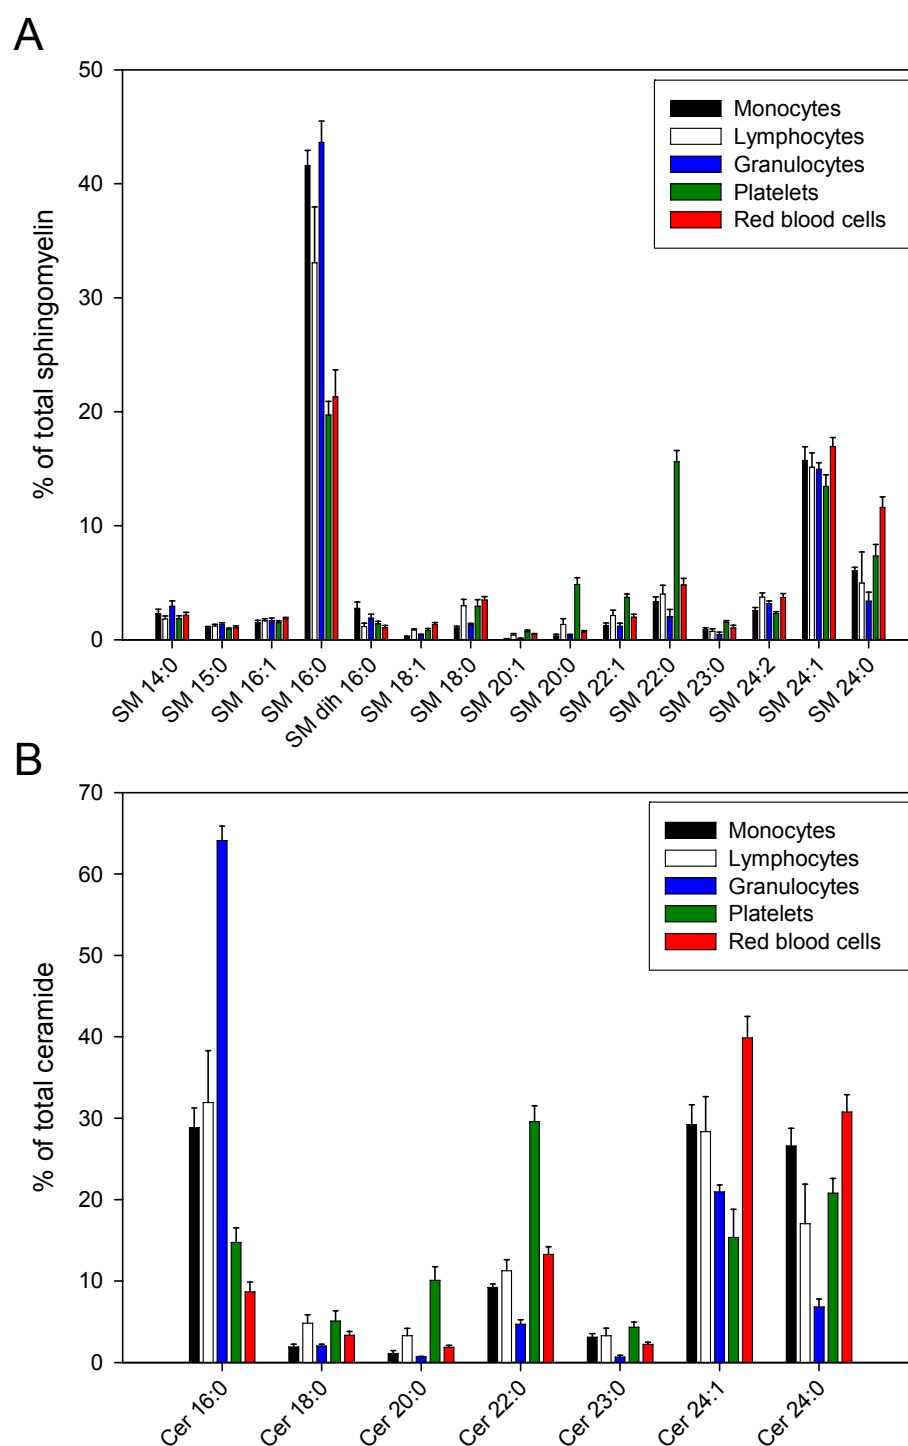 A
50
40
30
20
10
0
% of total sphingomyelin
Monocytes
Lymphocytes
Granulocytes
Platelets
Red blood cells
SM 14:0
SM 15:0
SM 16:1
SM 16:0
SM dih 16:0
SM 18:1
SM 18:0
SM 20:1
SM 20:0
SM 22:1
SM 22:0
SM 23:0
SM 24:2
SM 24:1
SM 24:0
B
70
60
50
40
30
20
10
0
% of total ceramide
Monocytes
Lymphocytes
Granulocytes
Platelets
Red blood cells
Cer 16:0
Cer 18:0
Cer 20:0
Cer 22:0
Cer 23:0
Cer 24:1
Cer 24:0